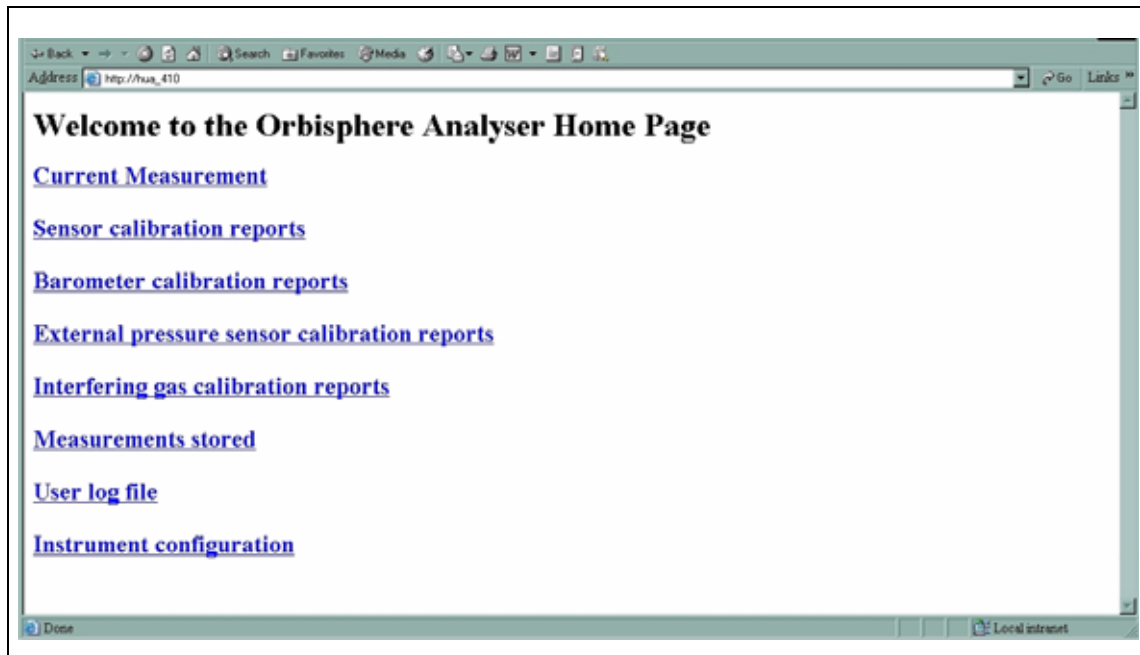 Back Search Favorites Media
Address http://hua_410 Go Links »
Welcome to the Orbisphere Analyser Home Page
Current Measurement
Sensor calibration reports
Barometer calibration reports
External pressure sensor calibration reports
Interfering gas calibration reports
Measurements stored
User log file
Instrument configuration
Done Local intranet